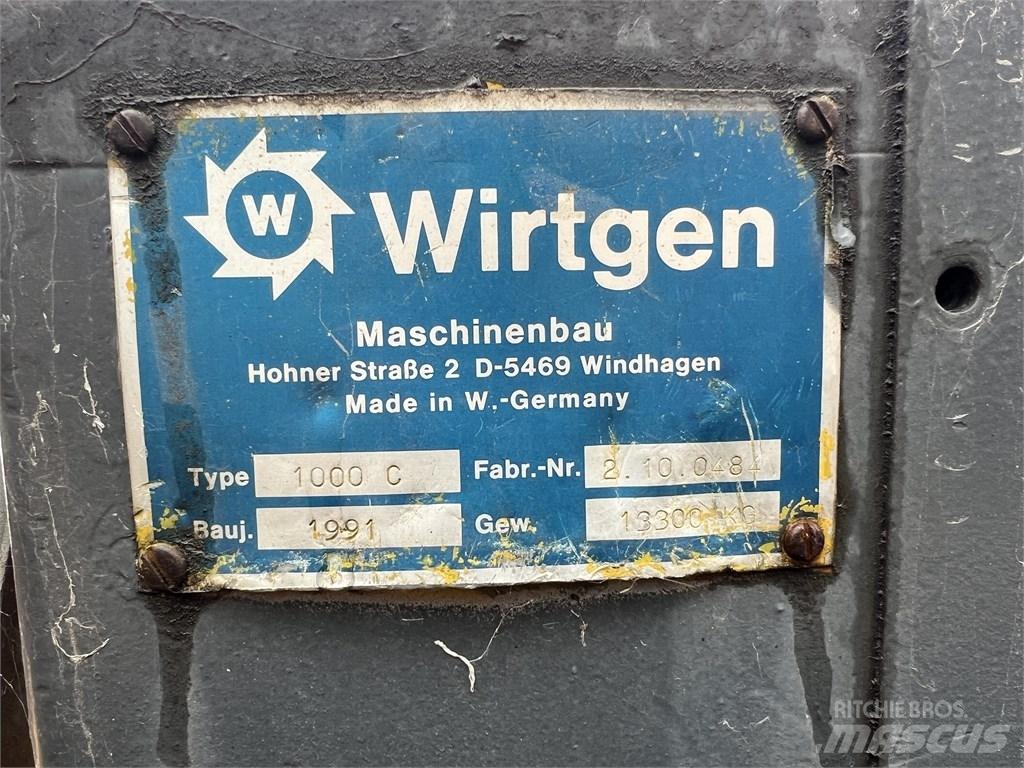 W Wirtgen
Maschinenbau
Hohner Straße 2 D-5469 Windhagen
Made in W.-Germany
Type 1000 C Fabr.-Nr. 2.10.0484
Bauj. 1991 Gew. 13300 KG
RITCHIE BROS.
mascus